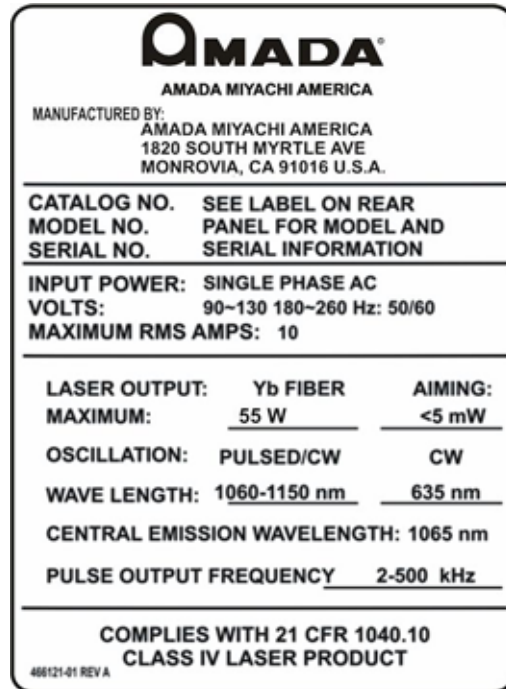 AMADA®
AMADA MIYACHI AMERICA
MANUFACTURED BY:
AMADA MIYACHI AMERICA
1820 SOUTH MYRTLE AVE
MONROVIA, CA 91016 U.S.A.
CATALOG NO. SEE LABEL ON REAR
MODEL NO. PANEL FOR MODEL AND
SERIAL NO. SERIAL INFORMATION
INPUT POWER: SINGLE PHASE AC
VOLTS: 90~130 180~260 Hz: 50/60
MAXIMUM RMS AMPS: 10
LASER OUTPUT: Yb FIBER AIMING:
MAXIMUM: 55 W <5 mW
OSCILLATION: PULSED/CW CW
WAVE LENGTH: 1060-1150 nm 635 nm
CENTRAL EMISSION WAVELENGTH: 1065 nm
PULSE OUTPUT FREQUENCY 2-500 kHz
COMPLIES WITH 21 CFR 1040.10
CLASS IV LASER PRODUCT
466121-01 REV A